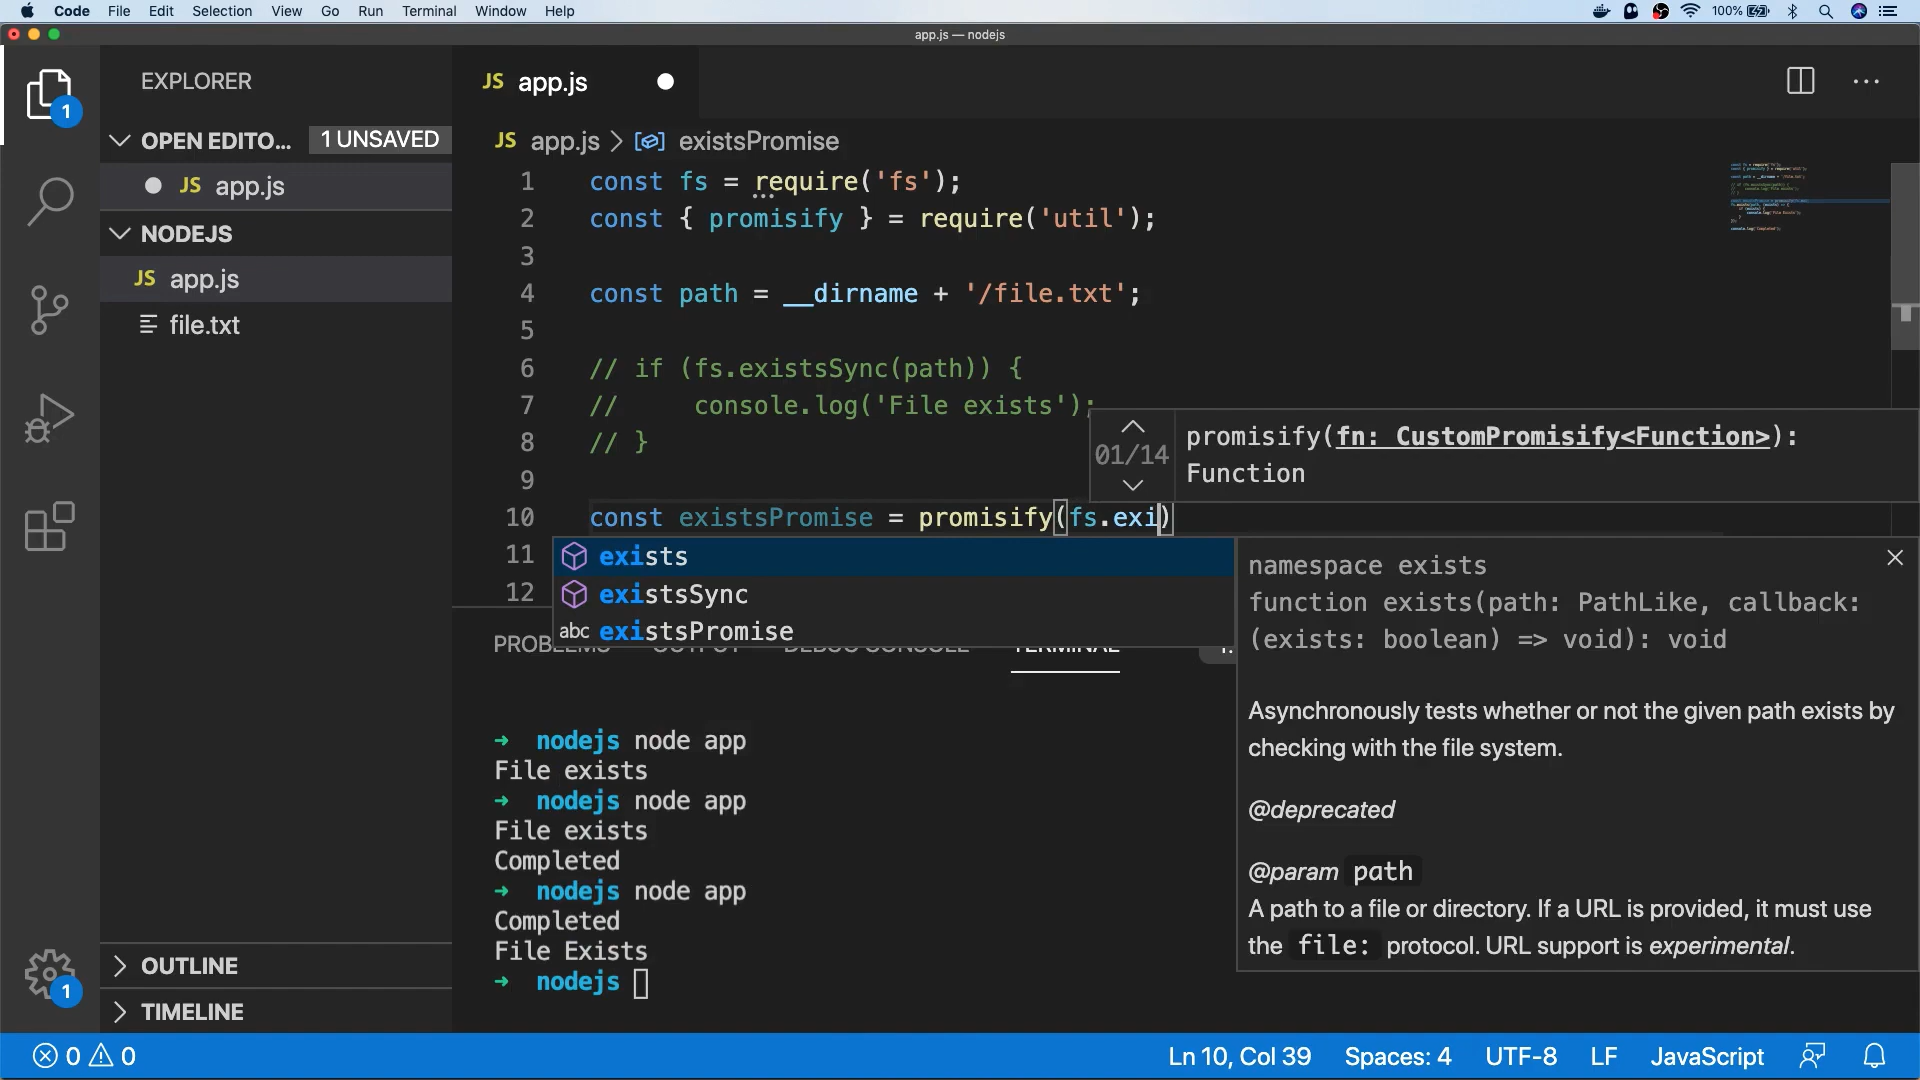 Code File Edit Selection View Go Run Terminal Window Help 100%
app.js — nodejs
EXPLORER
OPEN EDITO... 1 UNSAVED
JS app.js
NODEJS
JS app.js
file.txt
OUTLINE
TIMELINE
1
1
JS app.js
JS app.js > existsPromise
1 const fs = require('fs');
2 const { promisify } = require('util');
3
4 const path = __dirname + '/file.txt';
5
6 // if (fs.existsSync(path)) {
7 //     console.log('File exists');
8 // }
9
10 const existsPromise = promisify(fs.exi)
11
12
01/14 promisify(fn: CustomPromisify<Function>):
Function
exists
existsSync
abc existsPromise
namespace exists
function exists(path: PathLike, callback:
(exists: boolean) => void): void
Asynchronously tests whether or not the given path exists by
checking with the file system.
@deprecated
@param path
A path to a file or directory. If a URL is provided, it must use
the file: protocol. URL support is experimental.
PROBLEMS OUTPUT DEBUG CONSOLE TERMINAL
➜ nodejs node app
File exists
➜ nodejs node app
File exists
Completed
➜ nodejs node app
Completed
File Exists
➜ nodejs
0 0 Ln 10, Col 39 Spaces: 4 UTF-8 LF JavaScript